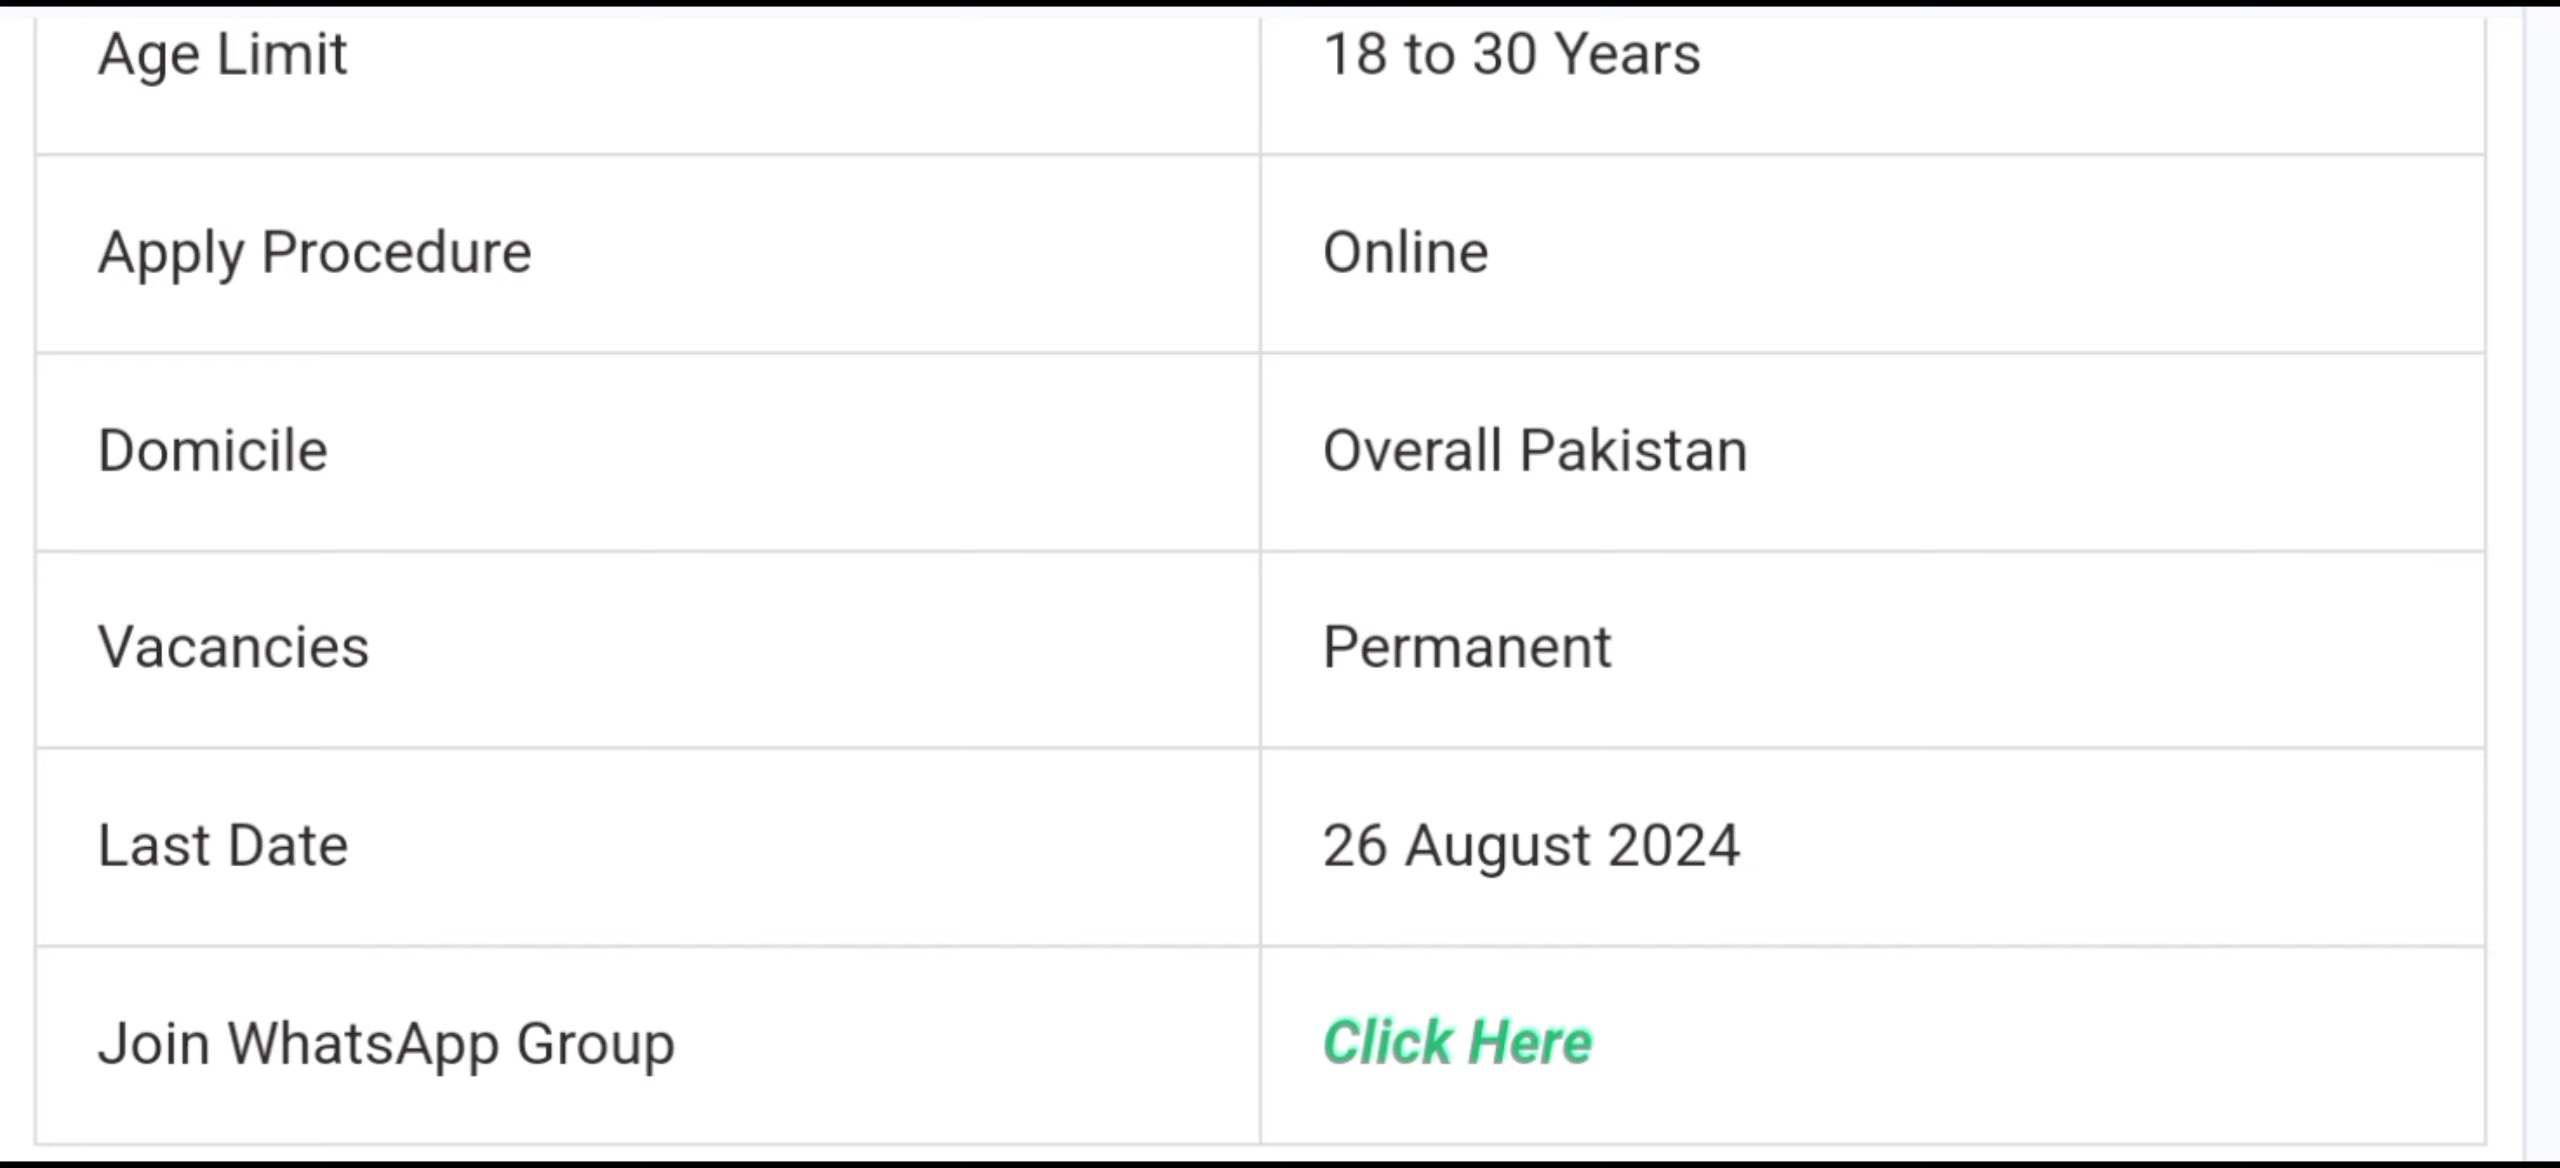 Age Limit 18 to 30 Years
Apply Procedure Online
Domicile Overall Pakistan
Vacancies Permanent
Last Date 26 August 2024
Join WhatsApp Group Click Here